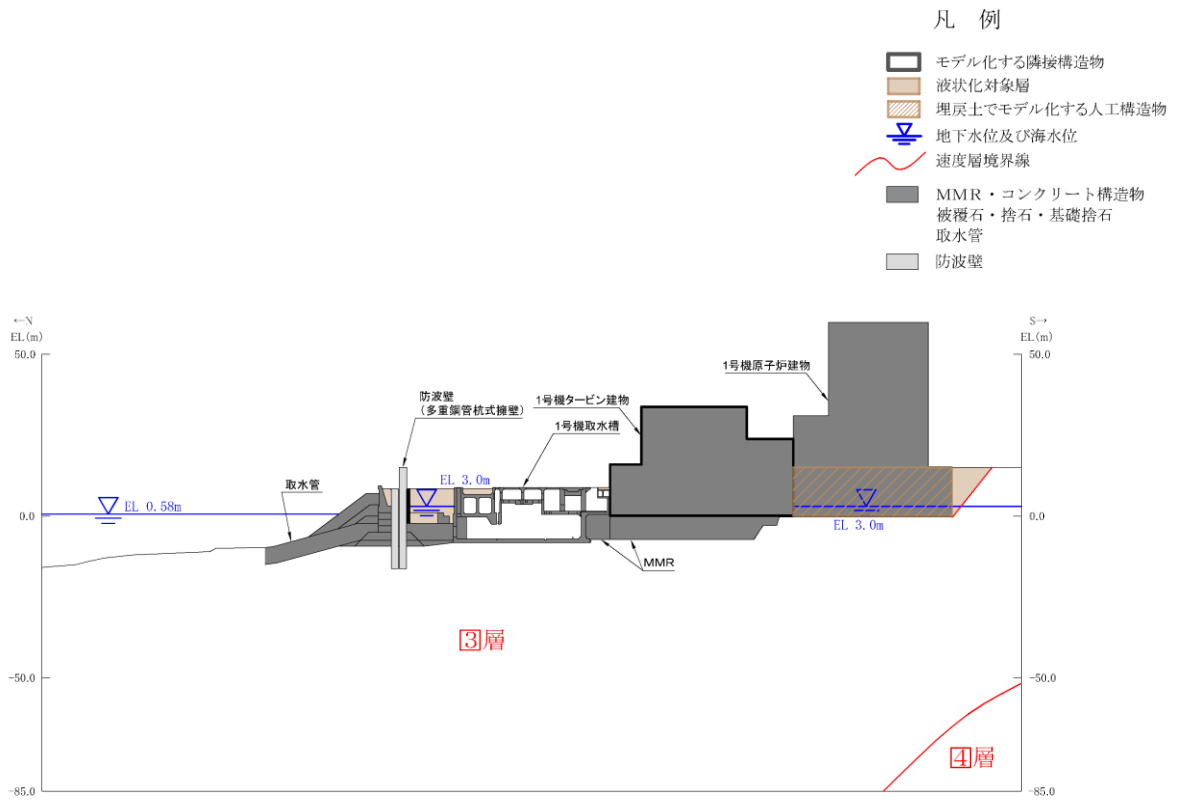 凡 例
モデル化する隣接構造物
液状化対象層
埋戻土でモデル化する人工構造物
地下水位及び海水位
速度層境界線
MMR・コンクリート構造物
被覆石・捨石・基礎捨石
取水管
防波壁
←N
EL(m)
S→
EL(m)
50.0
50.0
1号機原子炉建物
防波壁
(多重鋼管杭式擁壁)
1号機タービン建物
1号機取水槽
取水管
EL 3.0m
EL 0.58m
0.0
0.0
EL 3.0m
MMR
③層
-50.0
-50.0
④層
-85.0
-85.0